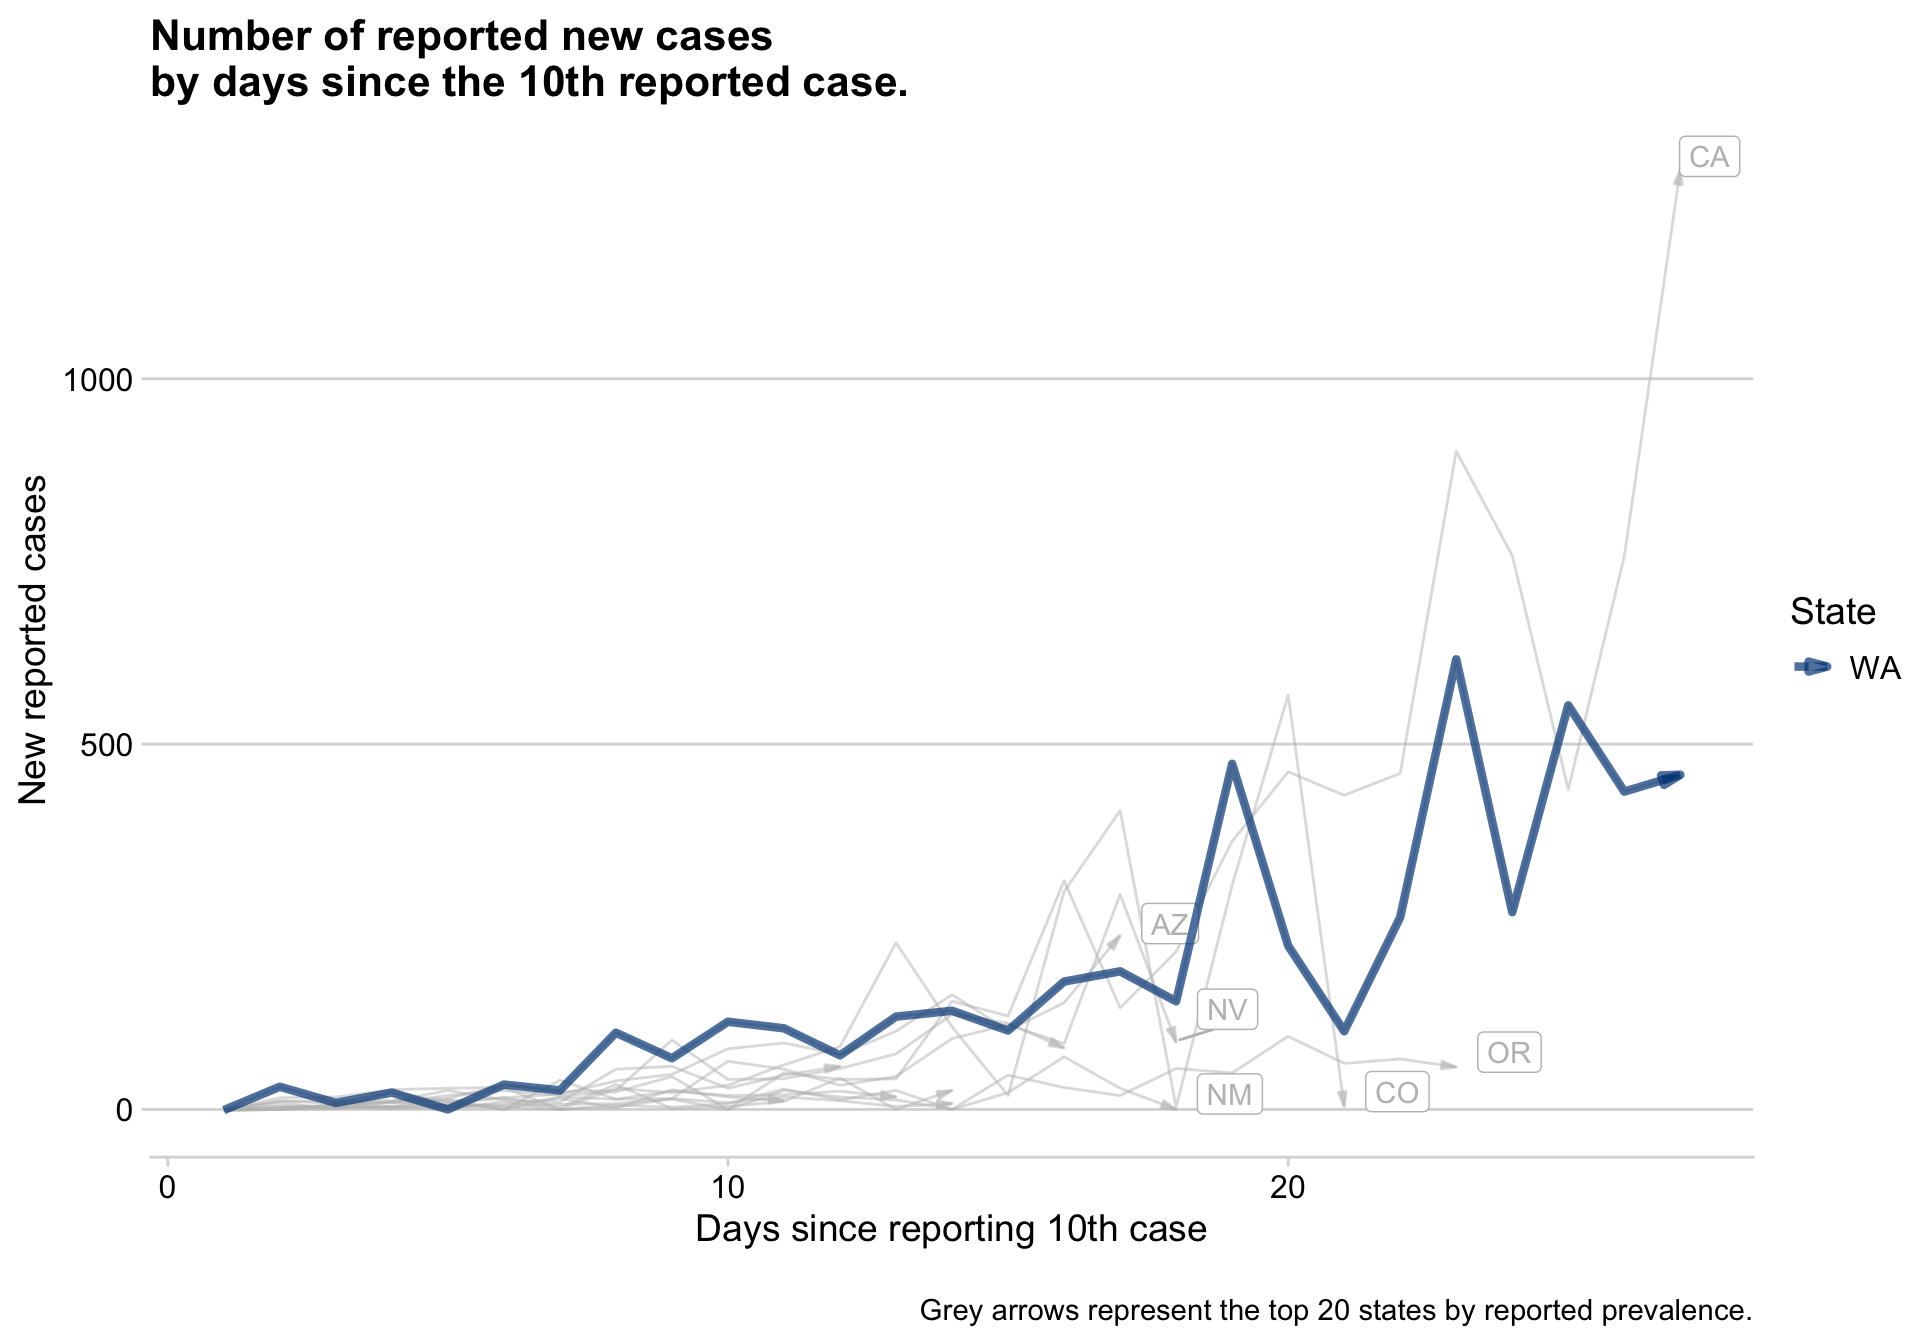 Number of reported new cases
by days since the 10th reported case.
CA
1000
New reported cases
500
State
WA
AZ
NV
OR
CO
NM
0
0
10
20
Days since reporting 10th case
Grey arrows represent the top 20 states by reported prevalence.